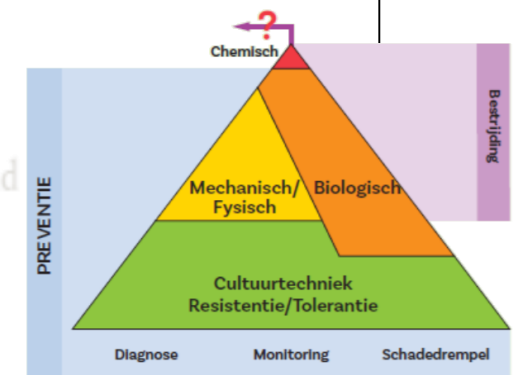 ?
Chemisch
Bestrijding
PREVENTIE
Mechanisch/
Fysisch
Biologisch
Cultuurtechniek
Resistentie/Tolerantie
Diagnose Monitoring Schadedrempel